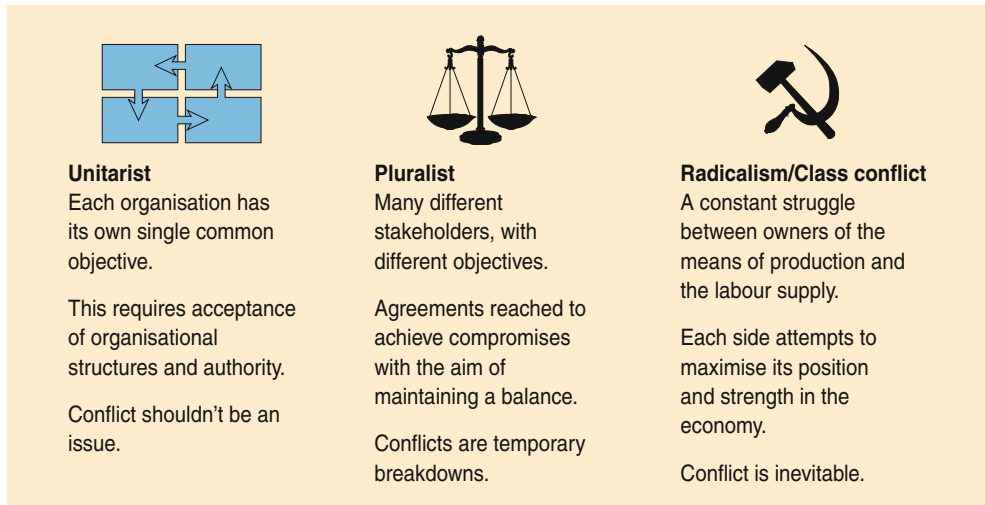 Unitarist
Each organisation has
its own single common
objective.
This requires acceptance
of organisational
structures and authority.
Conflict shouldn't be an
issue.
Pluralist
Many different
stakeholders, with
different objectives.
Agreements reached to
achieve compromises
with the aim of
maintaining a balance.
Conflicts are temporary
breakdowns.
Radicalism/Class conflict
A constant struggle
between owners of the
means of production and
the labour supply.
Each side attempts to
maximise its position
and strength in the
economy.
Conflict is inevitable.